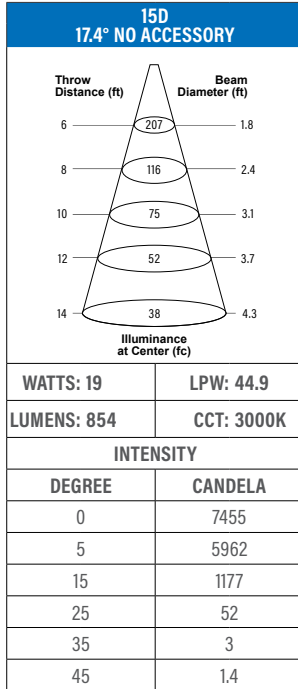 15D
17.4° NO ACCESSORY
Throw Beam
Distance (ft) Diameter (ft)
6 207 1.8
8 116 2.4
10 75 3.1
12 52 3.7
14 38 4.3
Illuminance
at Center (fc)
WATTS: 19 LPW: 44.9
LUMENS: 854 CCT: 3000K
INTENSITY
DEGREE CANDELA
0 7455
5 5962
15 1177
25 52
35 3
45 1.4